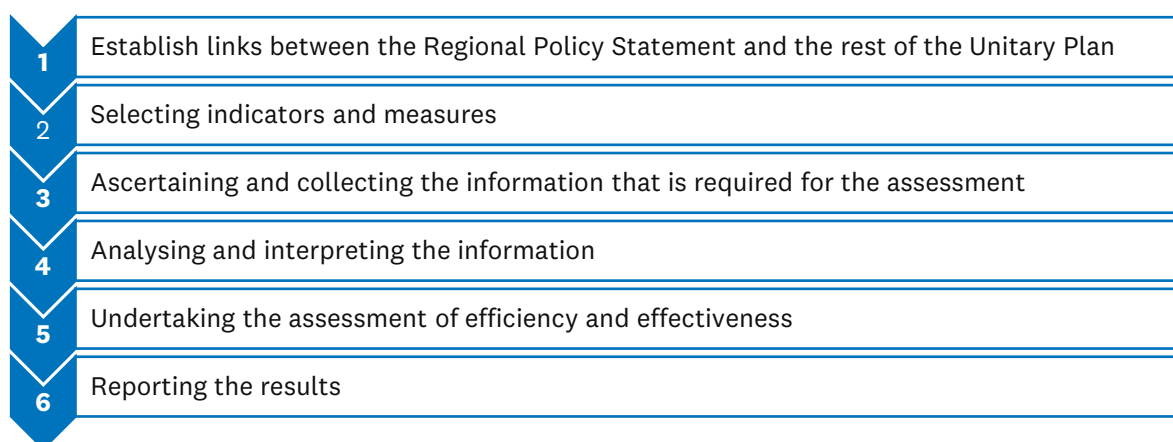 1 Establish links between the Regional Policy Statement and the rest of the Unitary Plan
2 Selecting indicators and measures
3 Ascertaining and collecting the information that is required for the assessment
4 Analysing and interpreting the information
5 Undertaking the assessment of efficiency and effectiveness
6 Reporting the results